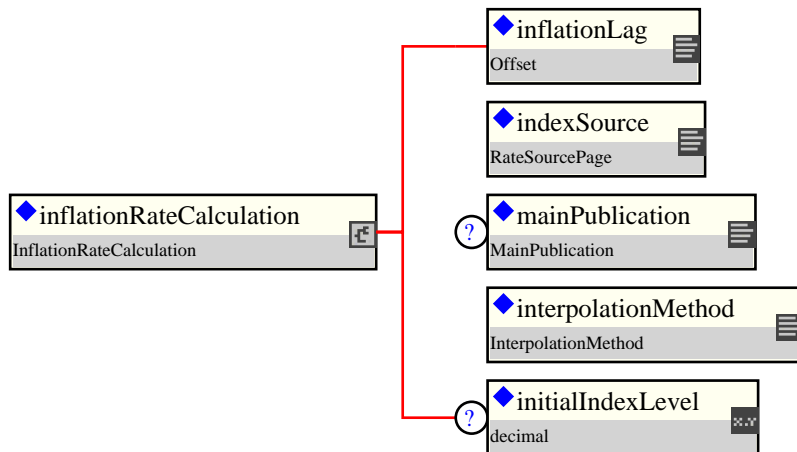 inflationLag
Offset
indexSource
RateSourcePage
inflationRateCalculation
InflationRateCalculation
?
mainPublication
MainPublication
interpolationMethod
InterpolationMethod
?
initialIndexLevel
x.Y
decimal